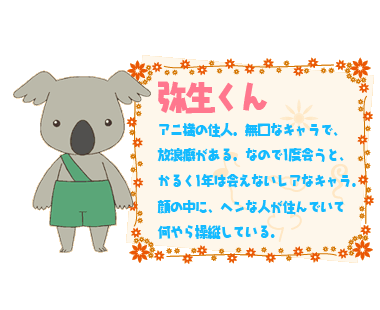 弥生くん
アニ横の住人。無口なキャラで、
放浪癖がある。なので1度会うと、
かるく1年は会えないレアなキャラ。
顔の中に、ヘンな人が住んでいて
何やら操縦している。